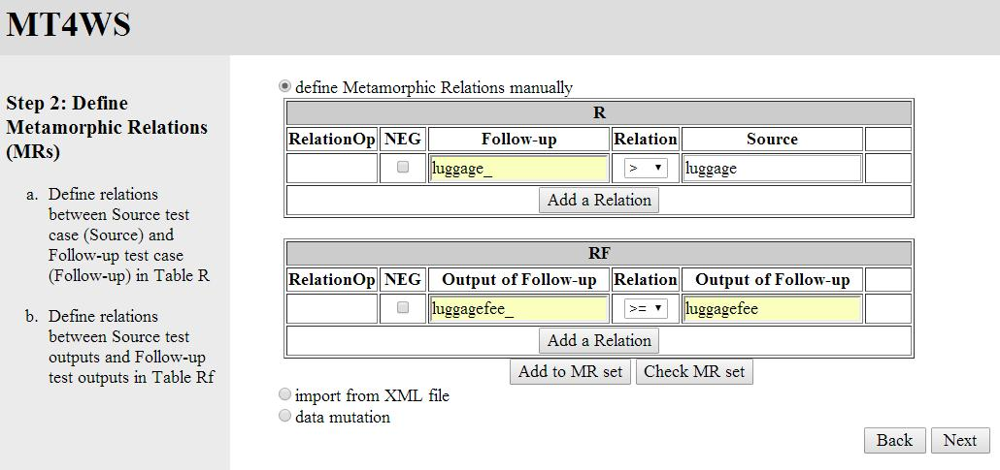 MT4WS
Step 2: Define
Metamorphic Relations
(MRs)
a. Define relations
between Source test
case (Source) and
Follow-up test case
(Follow-up) in Table R
b. Define relations
between Source test
outputs and Follow-up
test outputs in Table Rf
define Metamorphic Relations manually
R
RelationOp NEG Follow-up Relation Source
luggage_ > luggage
Add a Relation
RF
RelationOp NEG Output of Follow-up Relation Output of Follow-up
luggagefee_ >= luggagefee
Add a Relation
Add to MR set Check MR set
import from XML file
data mutation
Back Next